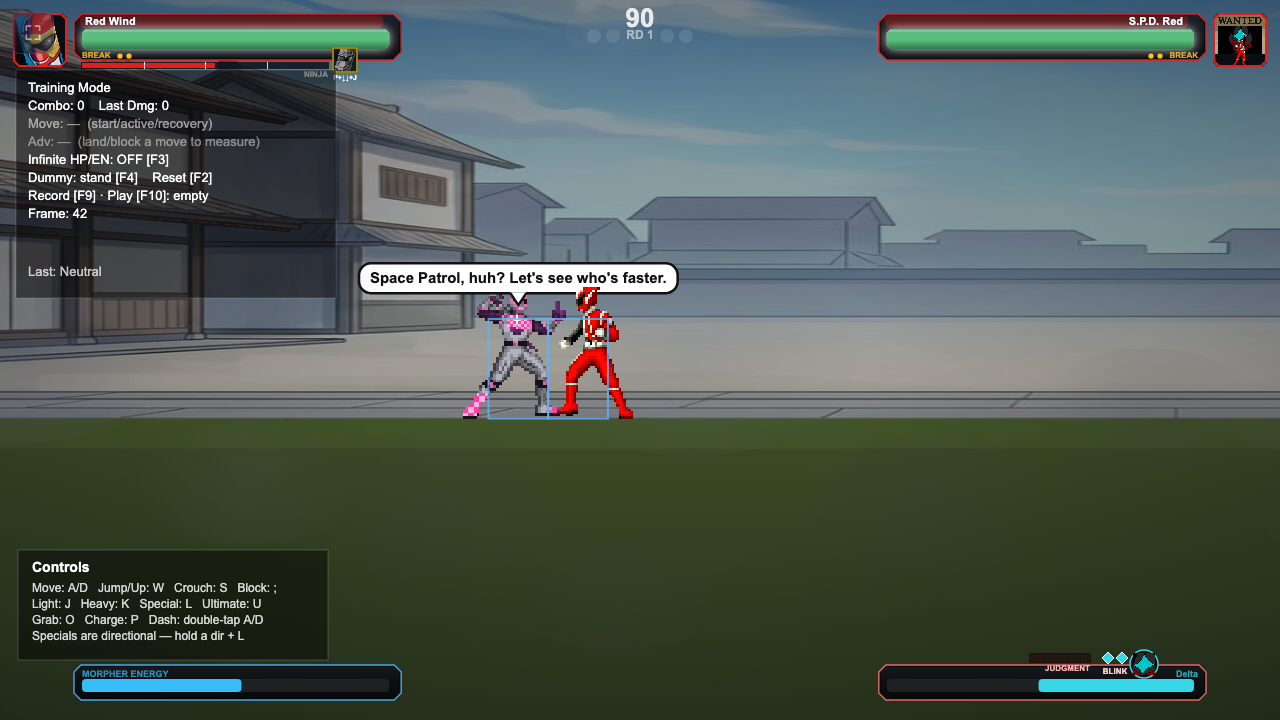 Red Wind
BREAK
NINJA
90
RD 1
S.P.D. Red
WANTED
BREAK
Training Mode
Combo: 0 Last Dmg: 0
Move: — (start/active/recovery)
Adv: — (land/block a move to measure)
Infinite HP/EN: OFF [F3]
Dummy: stand [F4] Reset [F2]
Record [F9] · Play [F10]: empty
Frame: 42
Last: Neutral
Space Patrol, huh? Let's see who's faster.
Controls
Move: A/D Jump/Up: W Crouch: S Block: ;
Light: J Heavy: K Special: L Ultimate: U
Grab: O Charge: P Dash: double-tap A/D
Specials are directional — hold a dir + L
MORPHER ENERGY
JUDGMENT
BLINK
Delta